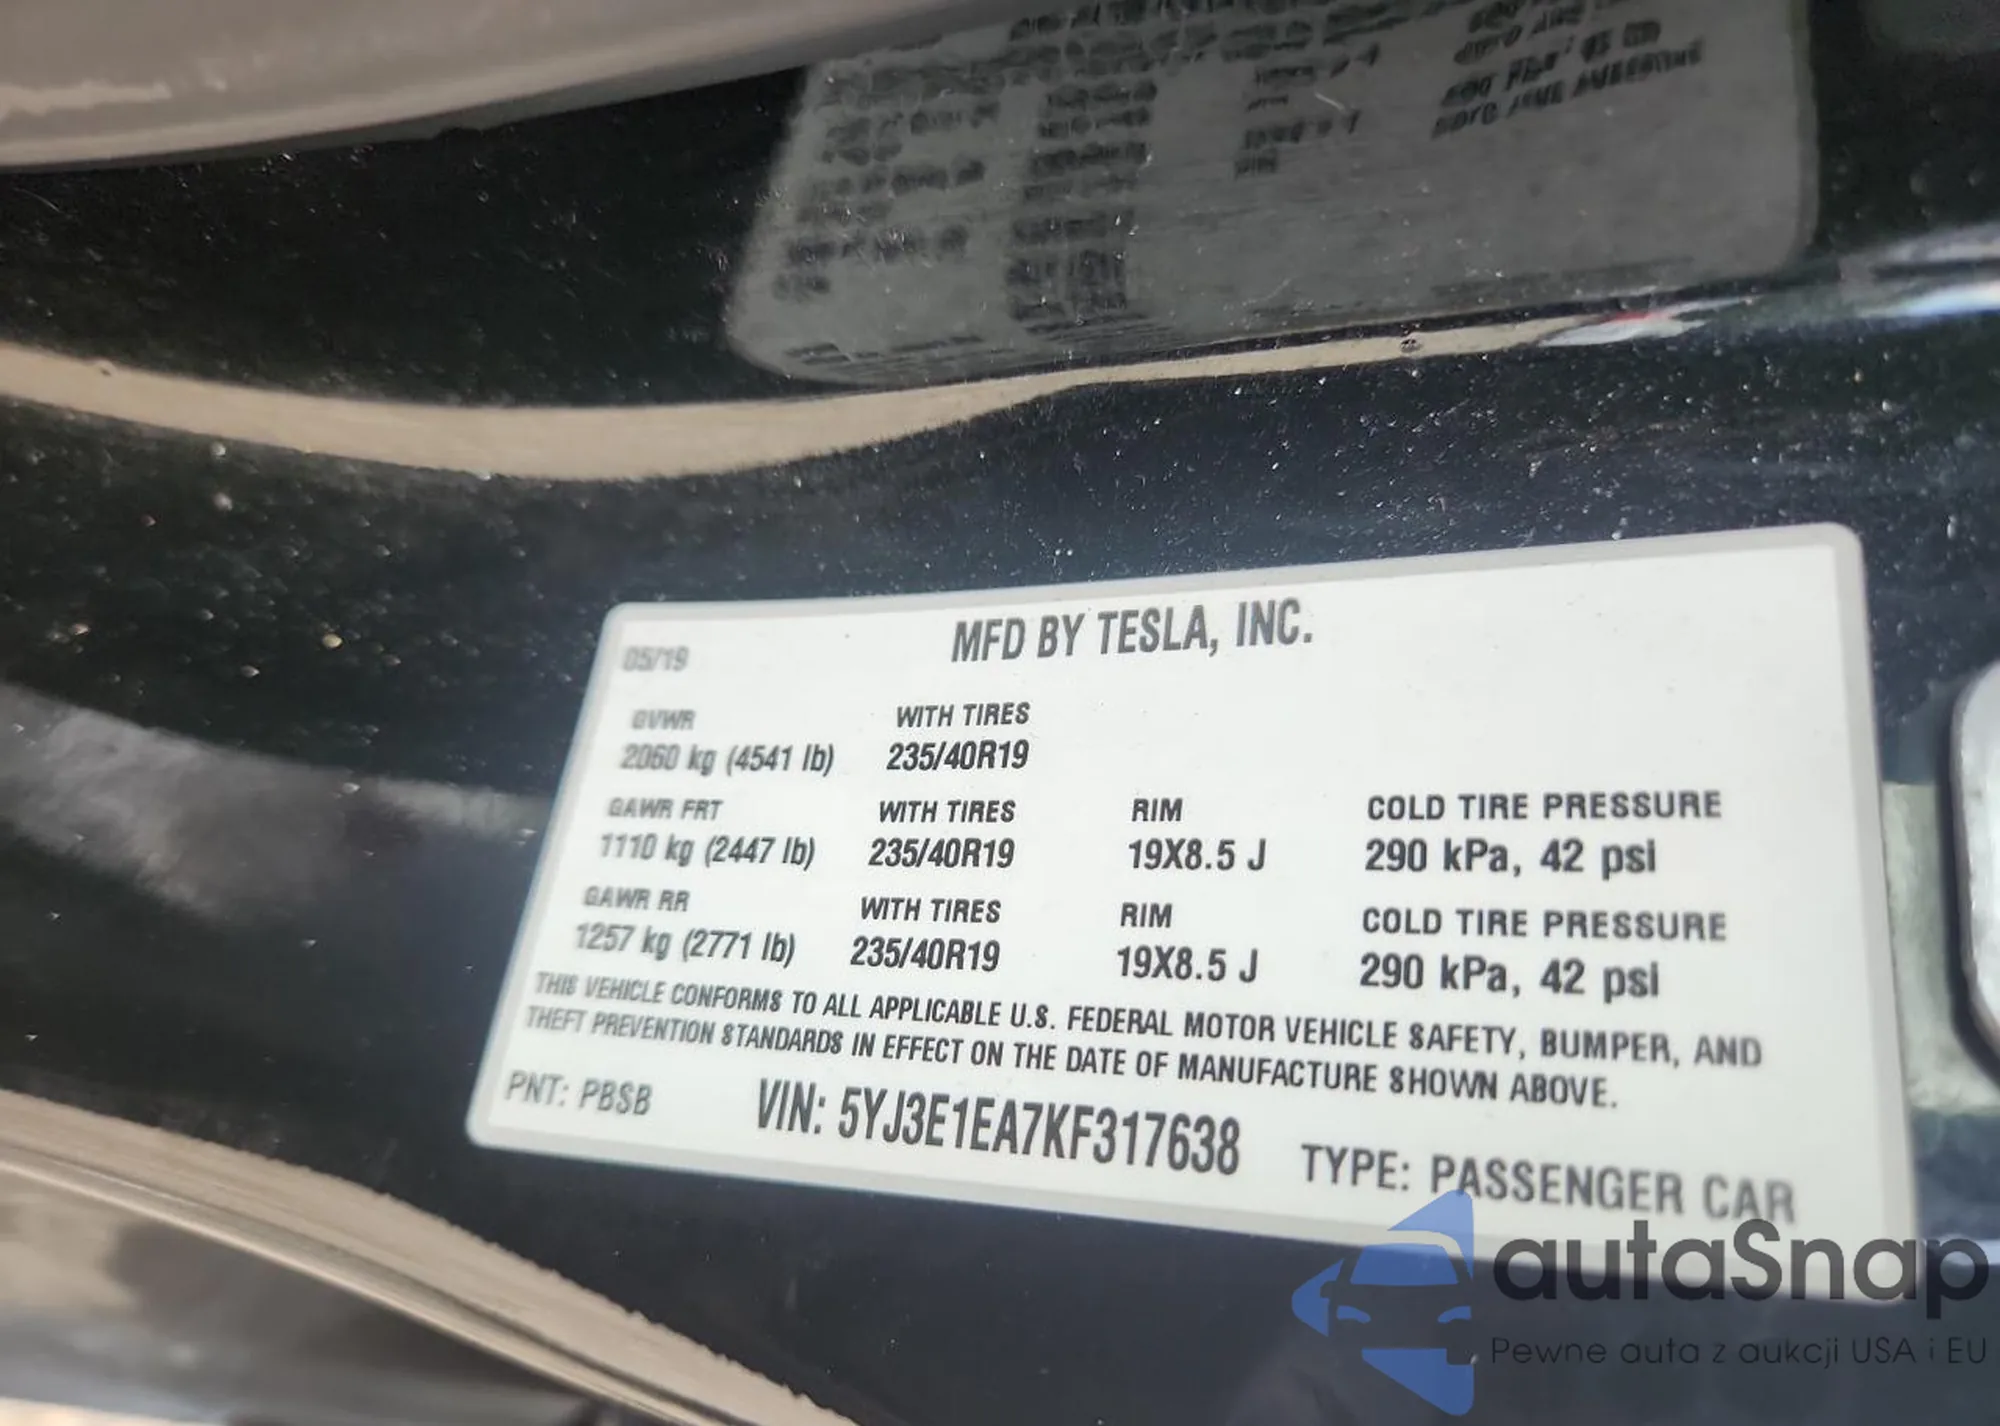 MFD BY TESLA, INC.
05/19
GVWR WITH TIRES
2060 kg (4541 lb) 235/40R19
GAWR FRT WITH TIRES RIM COLD TIRE PRESSURE
1110 kg (2447 lb) 235/40R19 19X8.5 J 290 kPa, 42 psi
GAWR RR WITH TIRES RIM COLD TIRE PRESSURE
1257 kg (2771 lb) 235/40R19 19X8.5 J 290 kPa, 42 psi
THIS VEHICLE CONFORMS TO ALL APPLICABLE U.S. FEDERAL MOTOR VEHICLE SAFETY, BUMPER, AND
THEFT PREVENTION STANDARDS IN EFFECT ON THE DATE OF MANUFACTURE SHOWN ABOVE.
PNT: PBSB VIN: 5YJ3E1EA7KF317638 TYPE: PASSENGER CAR
autaSnap
Pewne auta z aukcji USA i EU